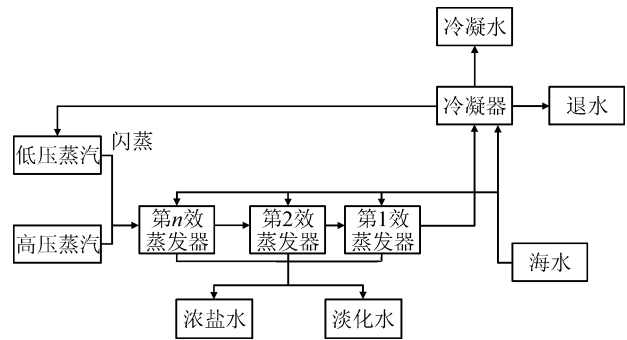 冷凝水
冷凝器
退水
低压蒸汽
闪蒸
高压蒸汽
第n效
蒸发器
第2效
蒸发器
第1效
蒸发器
海水
浓盐水
淡化水